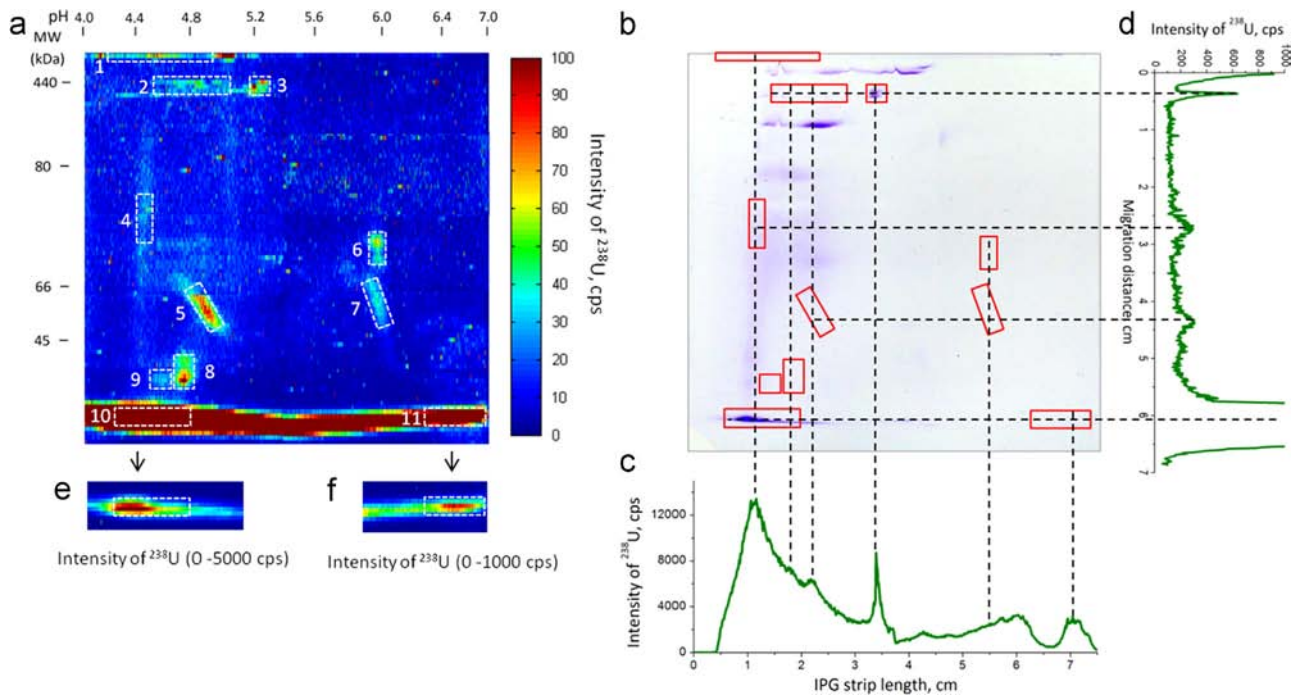 pH 4.0 4.4 4.8 5.2 6.0 6.4 7.0
a
MW
(kDa)
440
80
66
45
1
2
3
4
5
6
7
8
9
10
11
100
90
80
70
60
50
40
30
20
10
0
Intensity of ²³⁸U, cps
b
d
Intensity of ²³⁸U, cps
0 200 400 600 800 1000
0
1
2
3
4
5
6
7
Migration distance, cm
e
Intensity of ²³⁸U (0 -5000 cps)
f
Intensity of ²³⁸U (0 -1000 cps)
c
Intensity of ²³⁸U, cps
12000
8000
4000
0
0 1 2 3 4 5 6 7
IPG strip length, cm